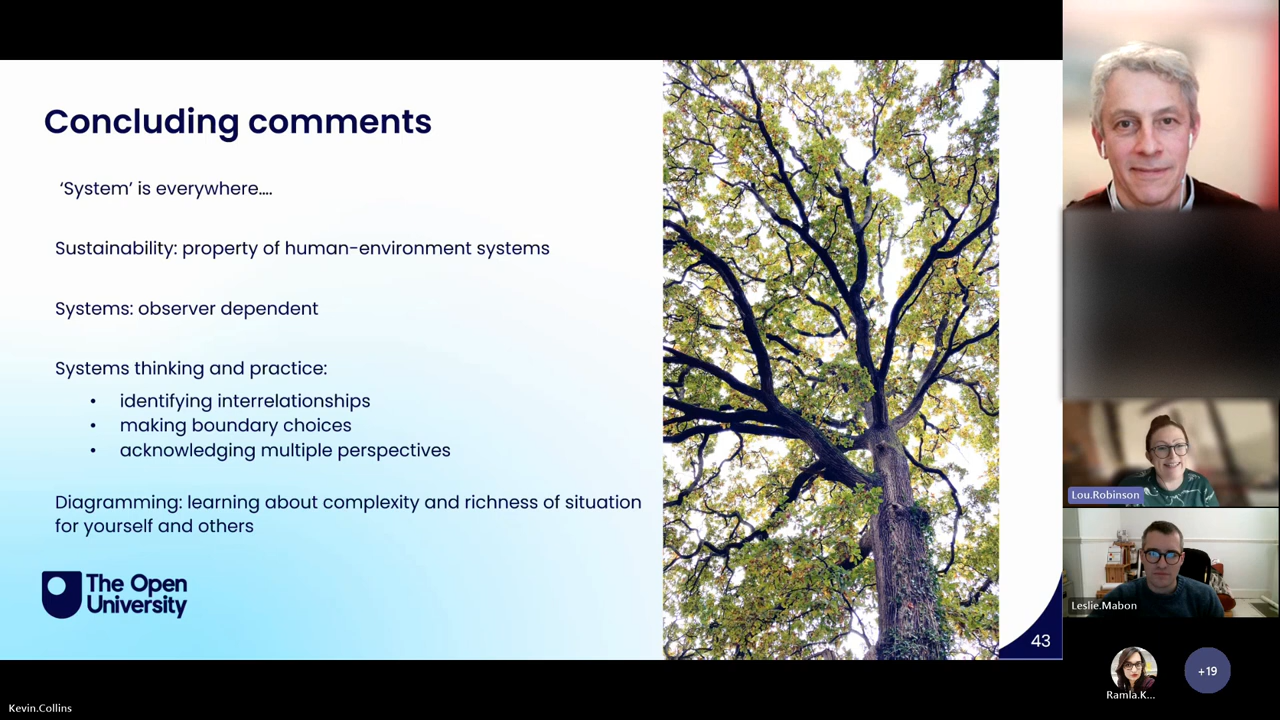 Concluding comments
‘System’ is everywhere....
Sustainability: property of human-environment systems
Systems: observer dependent
Systems thinking and practice:
• identifying interrelationships
• making boundary choices
• acknowledging multiple perspectives
Diagramming: learning about complexity and richness of situation
for yourself and others
The Open
University
43
Lou.Robinson
Leslie.Mabon
Ramla.K...
+19
Kevin.Collins